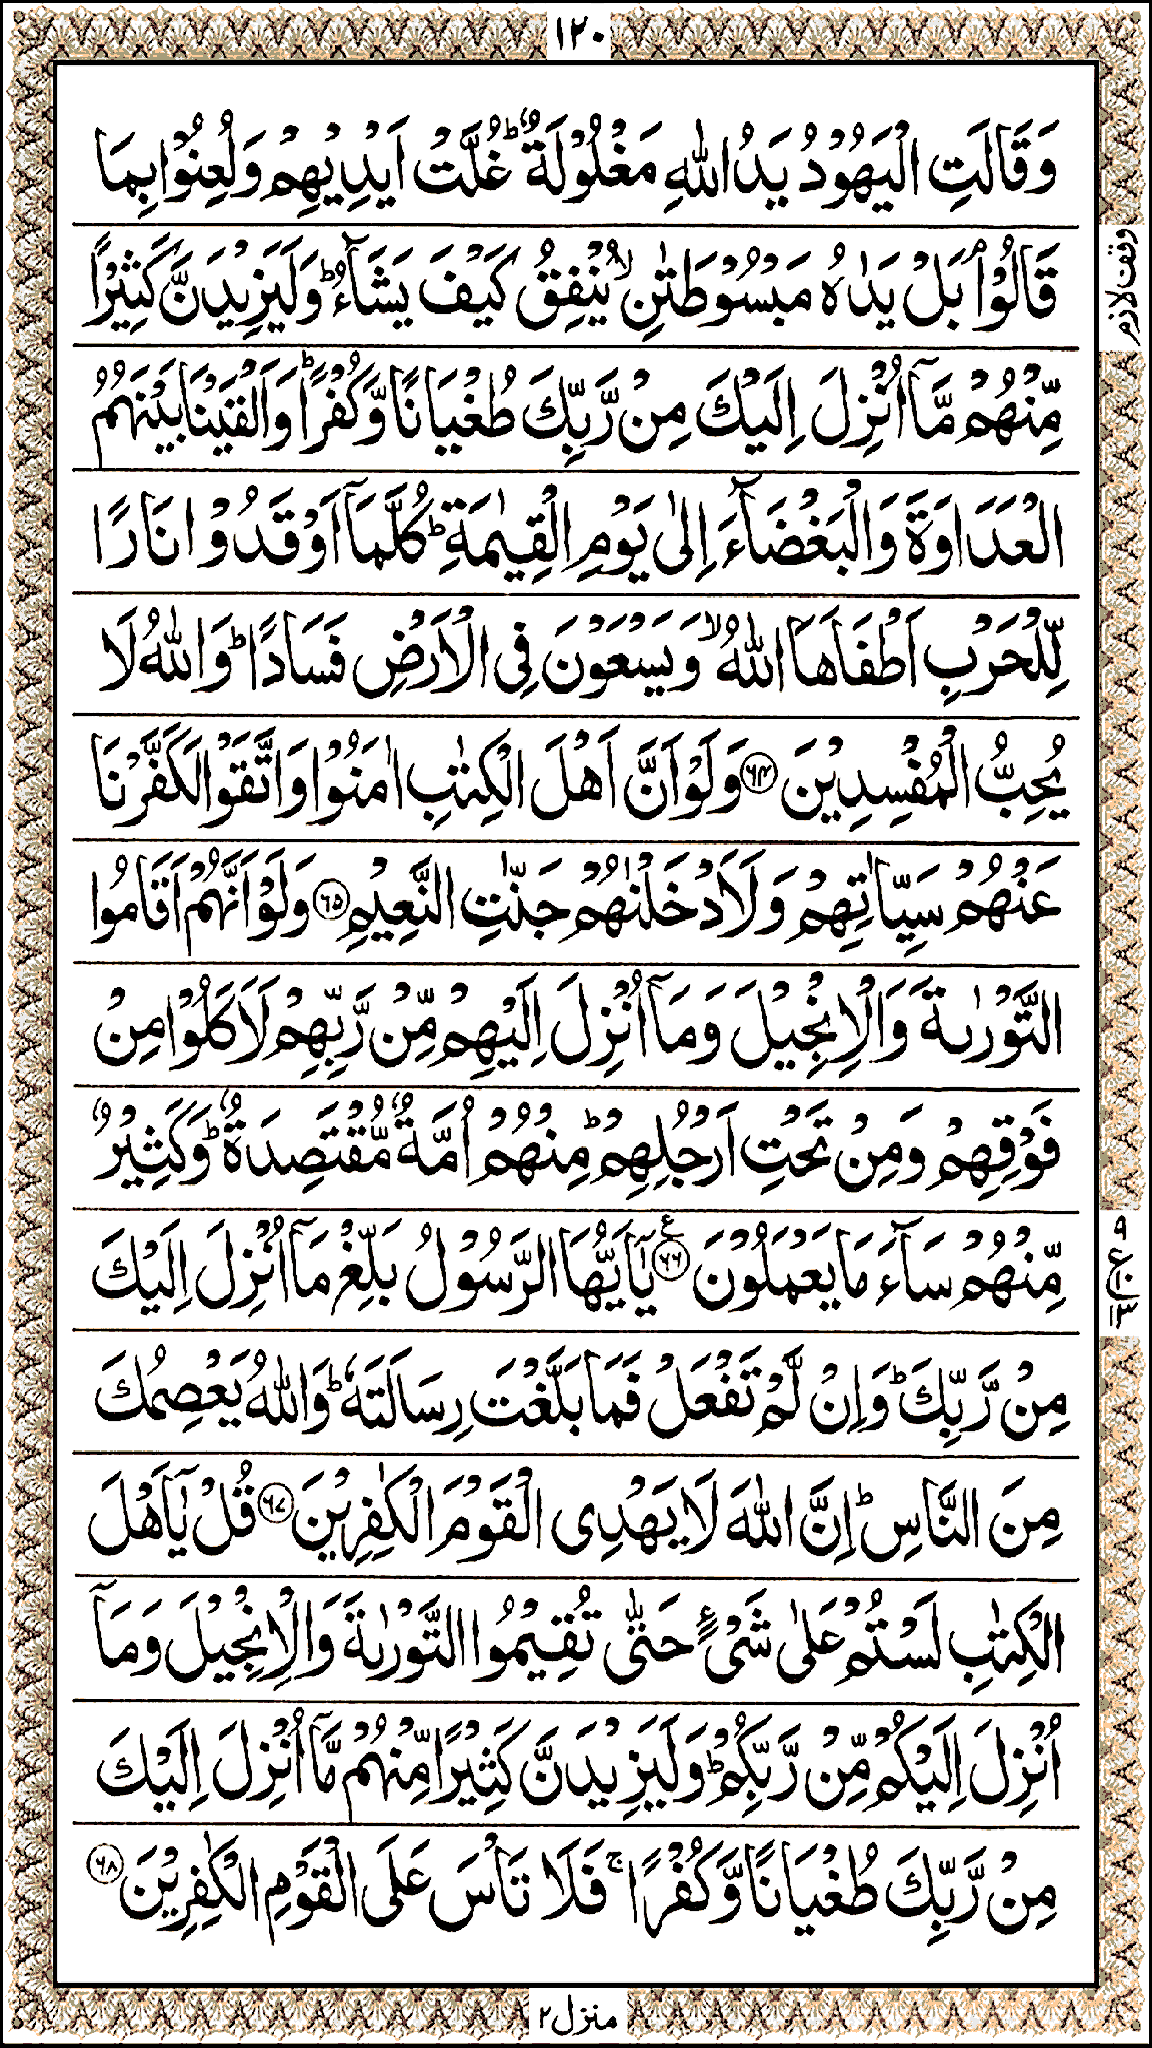 ۱۲۰
وَقَالَتِ الْيَهُوْدُ يَدُ اللّٰهِ مَغْلُوْلَةٌ ؕ غُلَّتْ اَيْدِيْهِمْ وَلُعِنُوْا بِمَا
قَالُوْا ۘ بَلْ يَدٰهُ مَبْسُوْطَتٰنِ ۙ يُنْفِقُ كَيْفَ يَشَآءُ ؕ وَلَيَزِيْدَنَّ كَثِيْرًا
وقف لازم
مِّنْهُمْ مَّاۤ اُنْزِلَ اِلَيْكَ مِنْ رَّبِّكَ طُغْيَانًا وَّكُفْرًا ؕ وَاَلْقَيْنَا بَيْنَهُمُ
الْعَدَاوَةَ وَالْبَغْضَآءَ اِلٰى يَوْمِ الْقِيٰمَةِ ؕ كُلَّمَاۤ اَوْقَدُوْا نَارًا
لِّلْحَرْبِ اَطْفَاَهَا اللّٰهُ ۙ وَيَسْعَوْنَ فِى الْاَرْضِ فَسَادًا ؕ وَاللّٰهُ لَا
يُحِبُّ الْمُفْسِدِيْنَ ۶۴ وَلَوْ اَنَّ اَهْلَ الْكِتٰبِ اٰمَنُوْا وَاتَّقَوْا لَكَفَّرْنَا
عَنْهُمْ سَيِّاٰتِهِمْ وَلَاَدْخَلْنٰهُمْ جَنّٰتِ النَّعِيْمِ ۶۵ وَلَوْ اَنَّهُمْ اَقَامُوا
التَّوْرٰىةَ وَالْاِنْجِيْلَ وَمَاۤ اُنْزِلَ اِلَيْهِمْ مِّنْ رَّبِّهِمْ لَاَكَلُوْا مِنْ
فَوْقِهِمْ وَمِنْ تَحْتِ اَرْجُلِهِمْ ؕ مِنْهُمْ اُمَّةٌ مُّقْتَصِدَةٌ ؕ وَكَثِيْرٌ
مِّنْهُمْ سَآءَ مَا يَعْمَلُوْنَ ۶۶ ع يٰۤاَيُّهَا الرَّسُوْلُ بَلِّغْ مَاۤ اُنْزِلَ اِلَيْكَ
۹ ع ۱۰ ۱۳
مِنْ رَّبِّكَ ؕ وَاِنْ لَّمْ تَفْعَلْ فَمَا بَلَّغْتَ رِسَالَتَهٗ ؕ وَاللّٰهُ يَعْصِمُكَ
مِنَ النَّاسِ ؕ اِنَّ اللّٰهَ لَا يَهْدِى الْقَوْمَ الْكٰفِرِيْنَ ۶۷ قُلْ يٰۤاَهْلَ
الْكِتٰبِ لَسْتُمْ عَلٰى شَىْءٍ حَتّٰى تُقِيْمُوا التَّوْرٰىةَ وَالْاِنْجِيْلَ وَمَاۤ
اُنْزِلَ اِلَيْكُمْ مِّنْ رَّبِّكُمْ ؕ وَلَيَزِيْدَنَّ كَثِيْرًا مِّنْهُمْ مَّاۤ اُنْزِلَ اِلَيْكَ
مِنْ رَّبِّكَ طُغْيَانًا وَّكُفْرًا ۚ فَلَا تَاْسَ عَلَى الْقَوْمِ الْكٰفِرِيْنَ ۶۸
منزل ۲